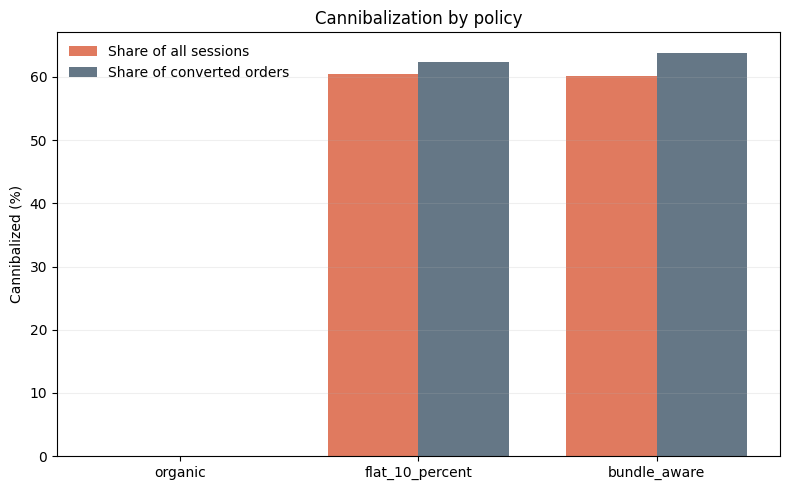 Cannibalization by policy
Share of all sessions
Share of converted orders
Cannibalized (%)
60
50
40
30
20
10
0
organic
flat_10_percent
bundle_aware